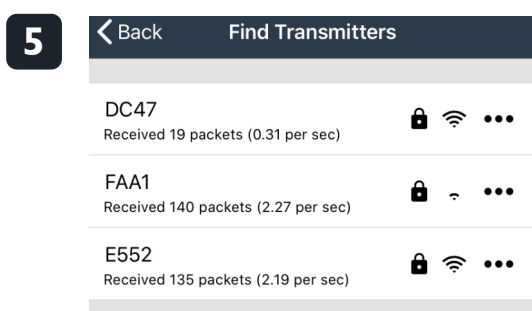 5
Back
Find Transmitters
DC47
Received 19 packets (0.31 per sec)
FAA1
Received 140 packets (2.27 per sec)
E552
Received 135 packets (2.19 per sec)